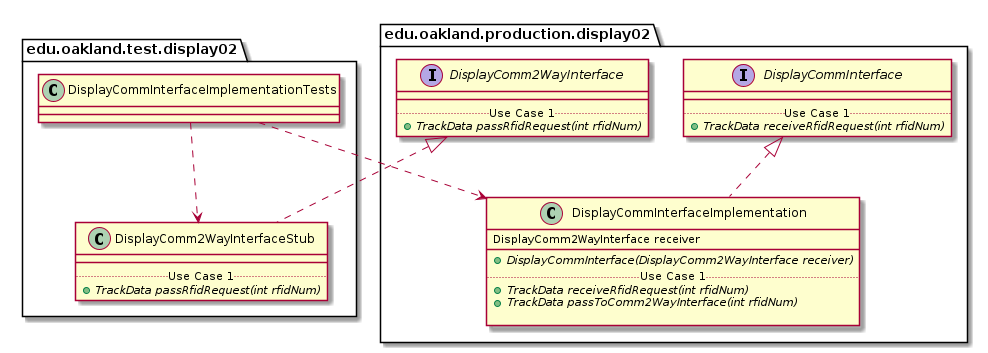 edu.oakland.test.display02
C DisplayCommInterfaceImplementationTests
C DisplayComm2WayInterfaceStub
Use Case 1
TrackData passRfidRequest(int rfidNum)
edu.oakland.production.display02
I DisplayComm2WayInterface
Use Case 1
TrackData passRfidRequest(int rfidNum)
I DisplayCommInterface
Use Case 1
TrackData receiveRfidRequest(int rfidNum)
C DisplayCommInterfaceImplementation
DisplayComm2WayInterface receiver
DisplayCommInterface(DisplayComm2WayInterface receiver)
Use Case 1
TrackData receiveRfidRequest(int rfidNum)
TrackData passToComm2WayInterface(int rfidNum)